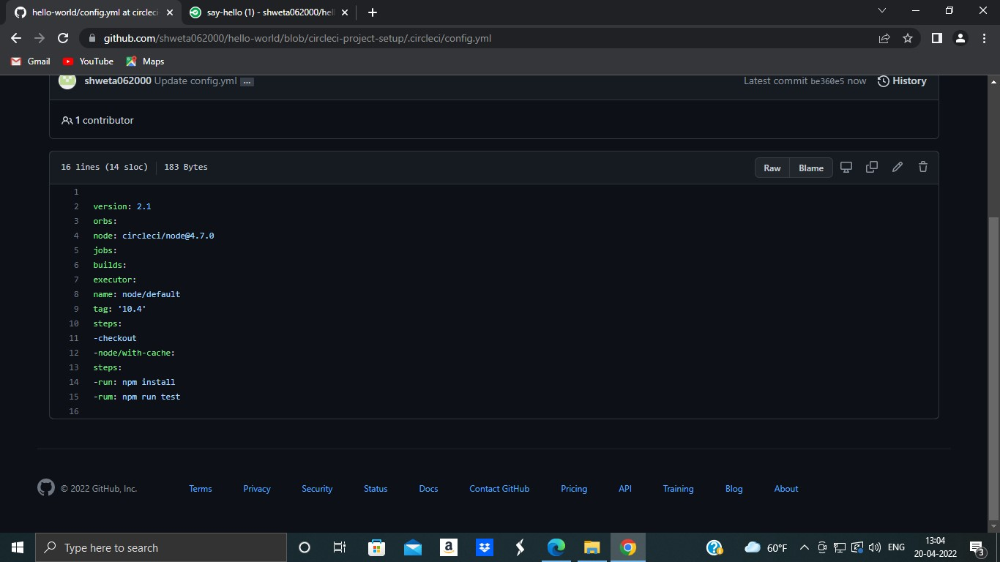 hello-world/config.yml at circleci
say-hello (1) - shweta062000/hel
github.com/shweta062000/hello-world/blob/circleci-project-setup/.circleci/config.yml
Gmail
YouTube
Maps
shweta062000 Update config.yml ...
Latest commit be360e5 now
History
1 contributor
16 lines (14 sloc)
183 Bytes
Raw
Blame
1
2 version: 2.1
3 orbs:
4 node: circleci/node@4.7.0
5 jobs:
6 builds:
7 executor:
8 name: node/default
9 tag: '10.4'
10 steps:
11 -checkout
12 -node/with-cache:
13 steps:
14 -run: npm install
15 -rum: npm run test
16
© 2022 GitHub, Inc.
Terms
Privacy
Security
Status
Docs
Contact GitHub
Pricing
API
Training
Blog
About
Type here to search
60°F
ENG
13:04
20-04-2022
3